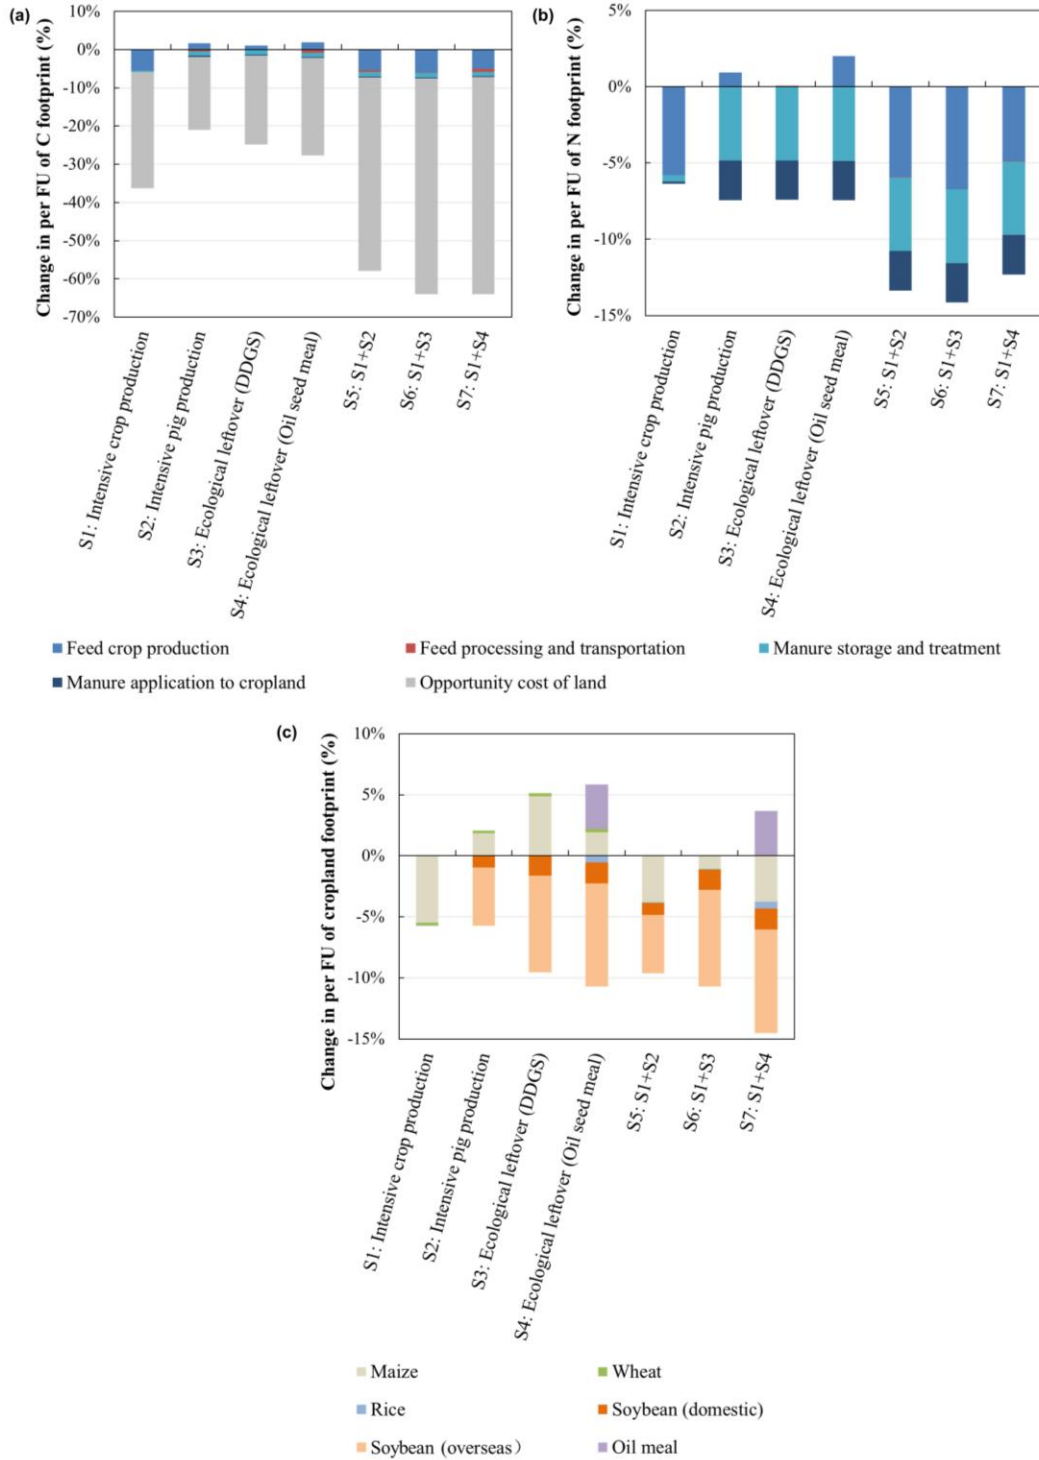 (a)
Change in per FU of C footprint (%)
10%
0%
-10%
-20%
-30%
-40%
-50%
-60%
-70%
S1: Intensive crop production
S2: Intensive pig production
S3: Ecological leftover (DDGS)
S4: Ecological leftover (Oil seed meal)
S5: S1+S2
S6: S1+S3
S7: S1+S4
(b)
Change in per FU of N footprint (%)
5%
0%
-5%
-10%
-15%
S1: Intensive crop production
S2: Intensive pig production
S3: Ecological leftover (DDGS)
S4: Ecological leftover (Oil seed meal)
S5: S1+S2
S6: S1+S3
S7: S1+S4
Feed crop production
Feed processing and transportation
Manure storage and treatment
Manure application to cropland
Opportunity cost of land
(c)
Change in per FU of cropland footprint (%)
10%
5%
0%
-5%
-10%
-15%
S1: Intensive crop production
S2: Intensive pig production
S3: Ecological leftover (DDGS)
S4: Ecological leftover (Oil seed meal)
S5: S1+S2
S6: S1+S3
S7: S1+S4
Maize
Wheat
Rice
Soybean (domestic)
Soybean (overseas）
Oil meal